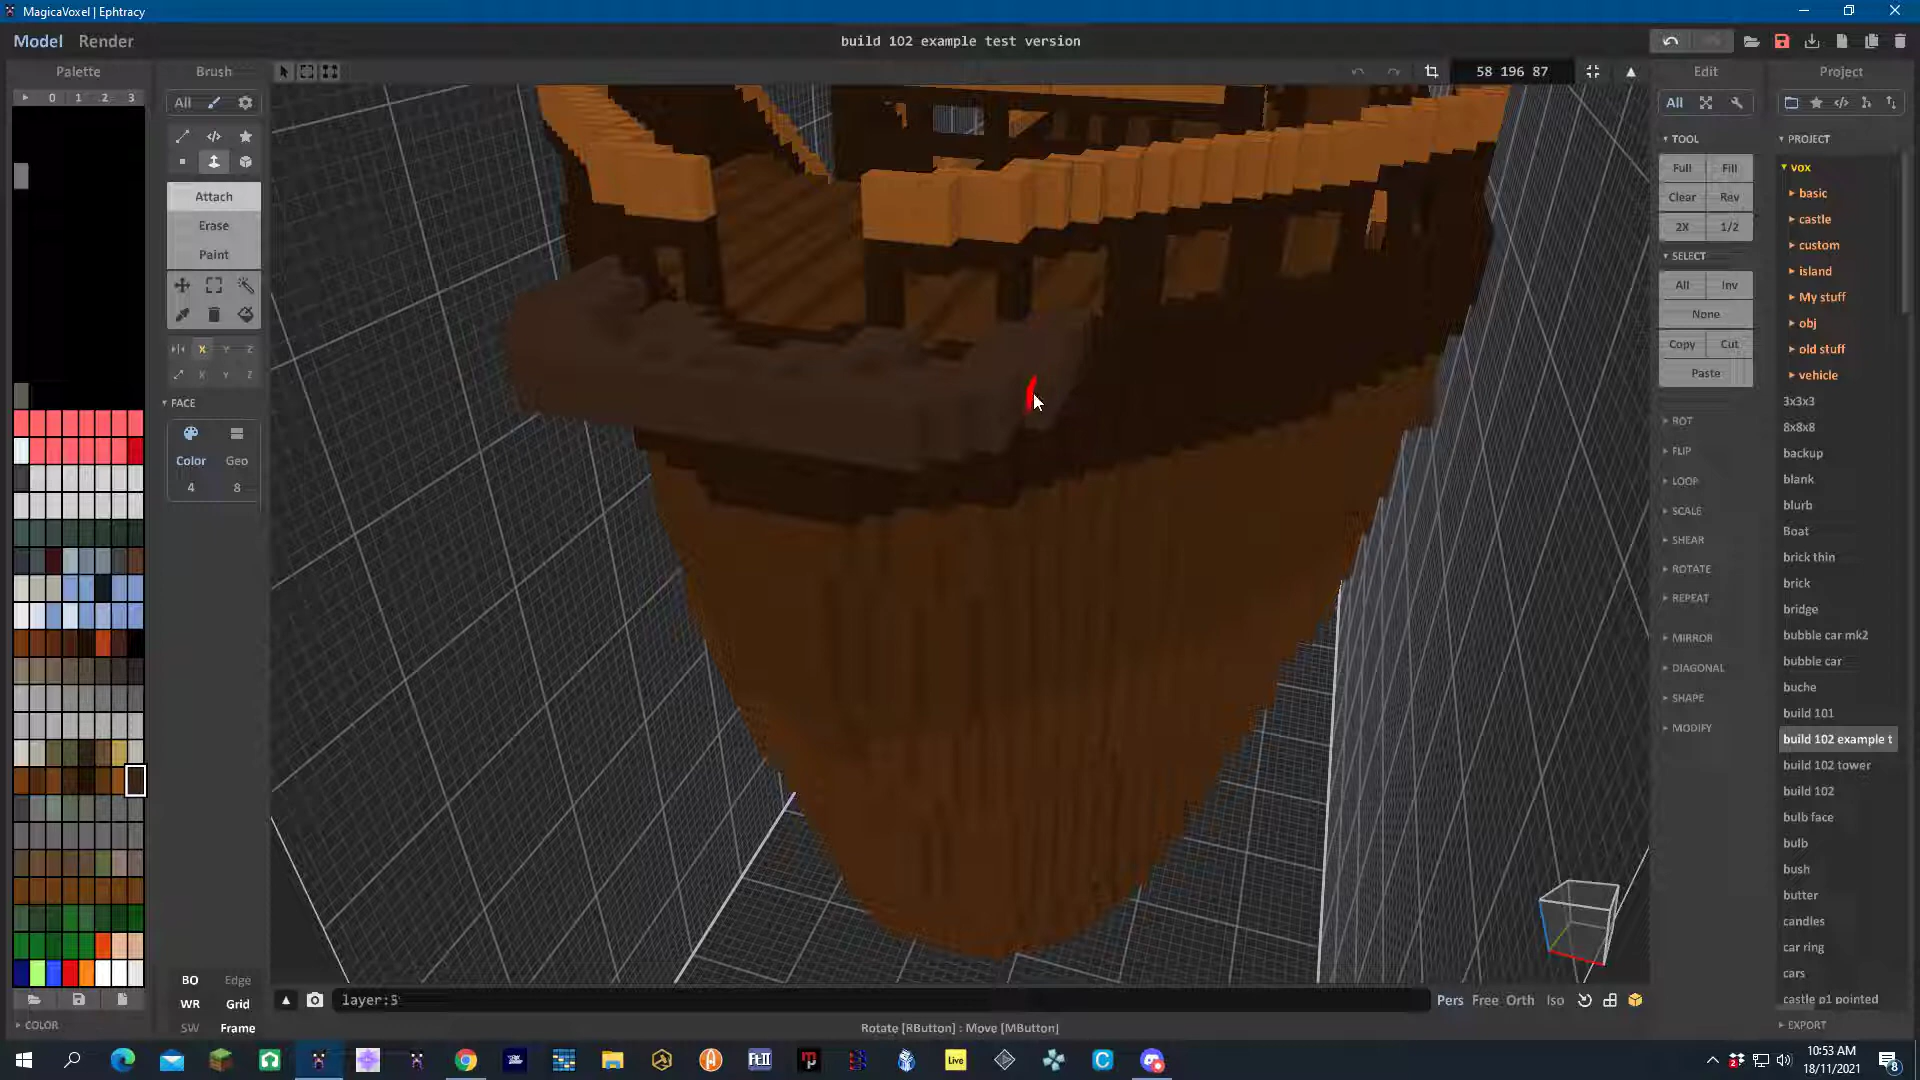 MagicaVoxel | Ephtracy
Model Render
build 102 example test version
Palette
Brush
58 196 87
Edit
Project
0 1 2 3
All
All
Attach
Erase
Paint
X Y Z
X Y Z
FACE
Color Geo
4 8
TOOL
Full Fill
Clear Rev
2X 1/2
SELECT
All Inv
None
Copy Cut
Paste
ROT
FLIP
LOOP
SCALE
SHEAR
ROTATE
REPEAT
MIRROR
DIAGONAL
SHAPE
MODIFY
PROJECT
vox
basic
castle
custom
island
My stuff
obj
old stuff
vehicle
3x3x3
8x8x8
backup
blank
blurb
Boat
brick thin
brick
bridge
bubble car mk2
bubble car
buche
build 101
build 102 example t
build 102 tower
build 102
bulb face
bulb
bush
butter
candles
car ring
cars
castle p1 pointed
EXPORT
BO Edge
WR Grid
SW Frame
COLOR
layer:3
Pers Free Orth Iso
Rotate [RButton] : Move [MButton]
Live
10:53 AM
18/11/2021
8